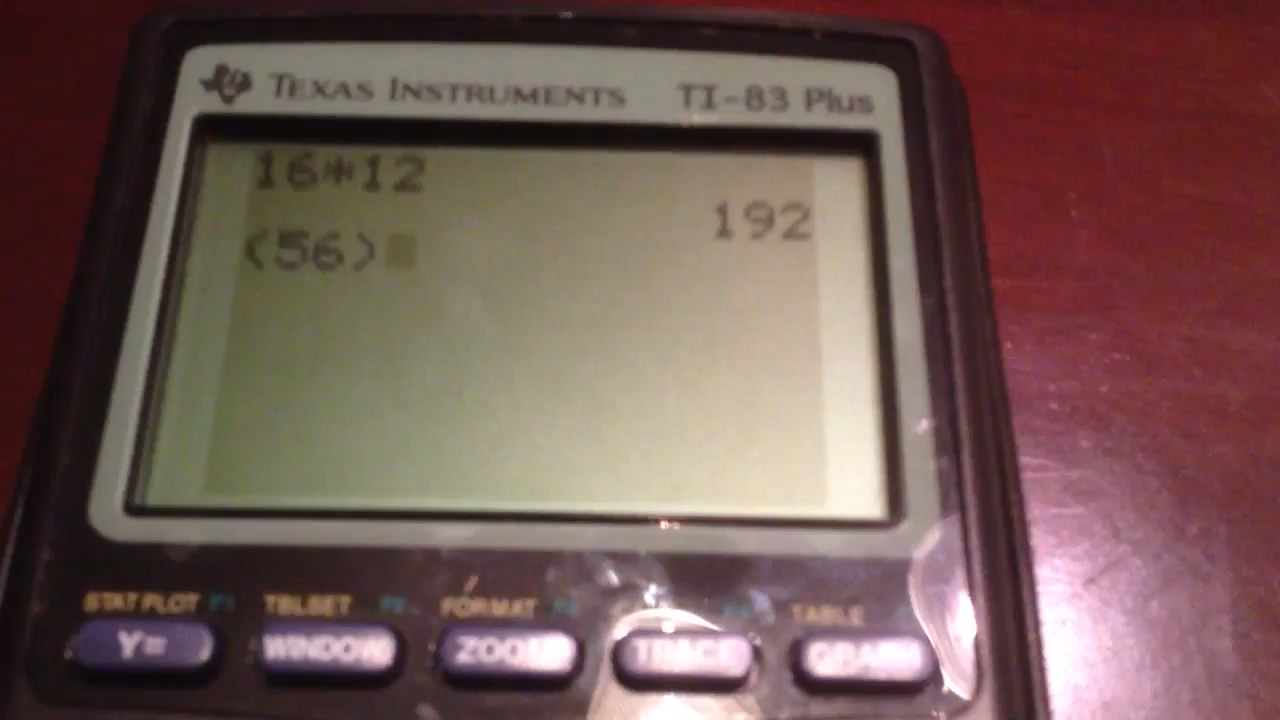 TEXAS INSTRUMENTS TI-83 Plus
16*12
192
(56)
STAT PLOT F1 TBLSET F2 FORMAT F3 TABLE
Y= WINDOW ZOOM TRACE GRAPH